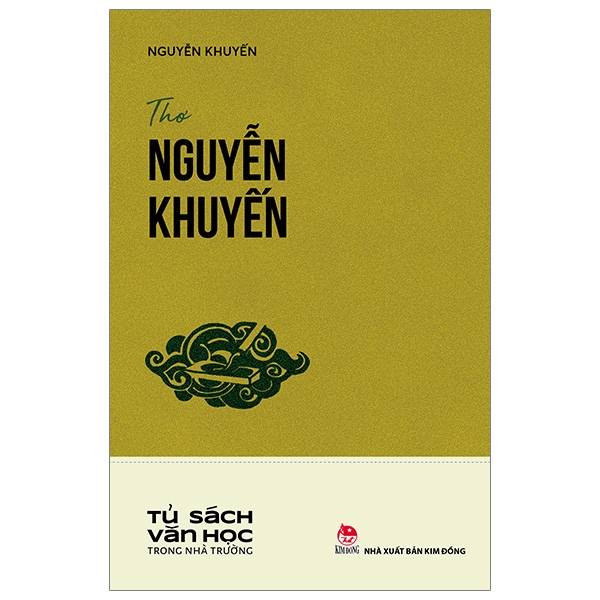 NGUYỄN KHUYẾN
Thơ
NGUYỄN
KHUYẾN
TỦ SÁCH
VĂN HỌC
TRONG NHÀ TRƯỜNG
KIM ĐỒNG
NHÀ XUẤT BẢN KIM ĐỒNG